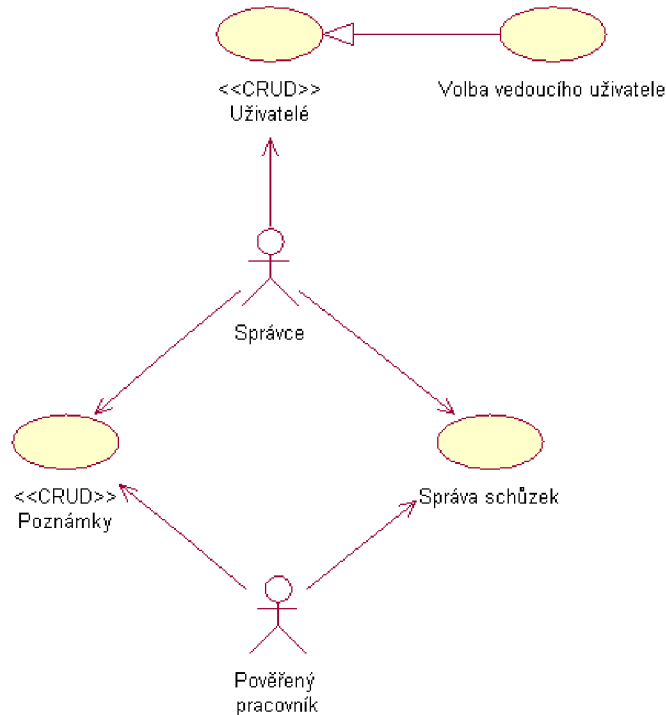 <<CRUD>>
Uživatelé
Volba vedoucího uživatele
Správce
<<CRUD>>
Poznámky
Správa schůzek
Pověřený
pracovník